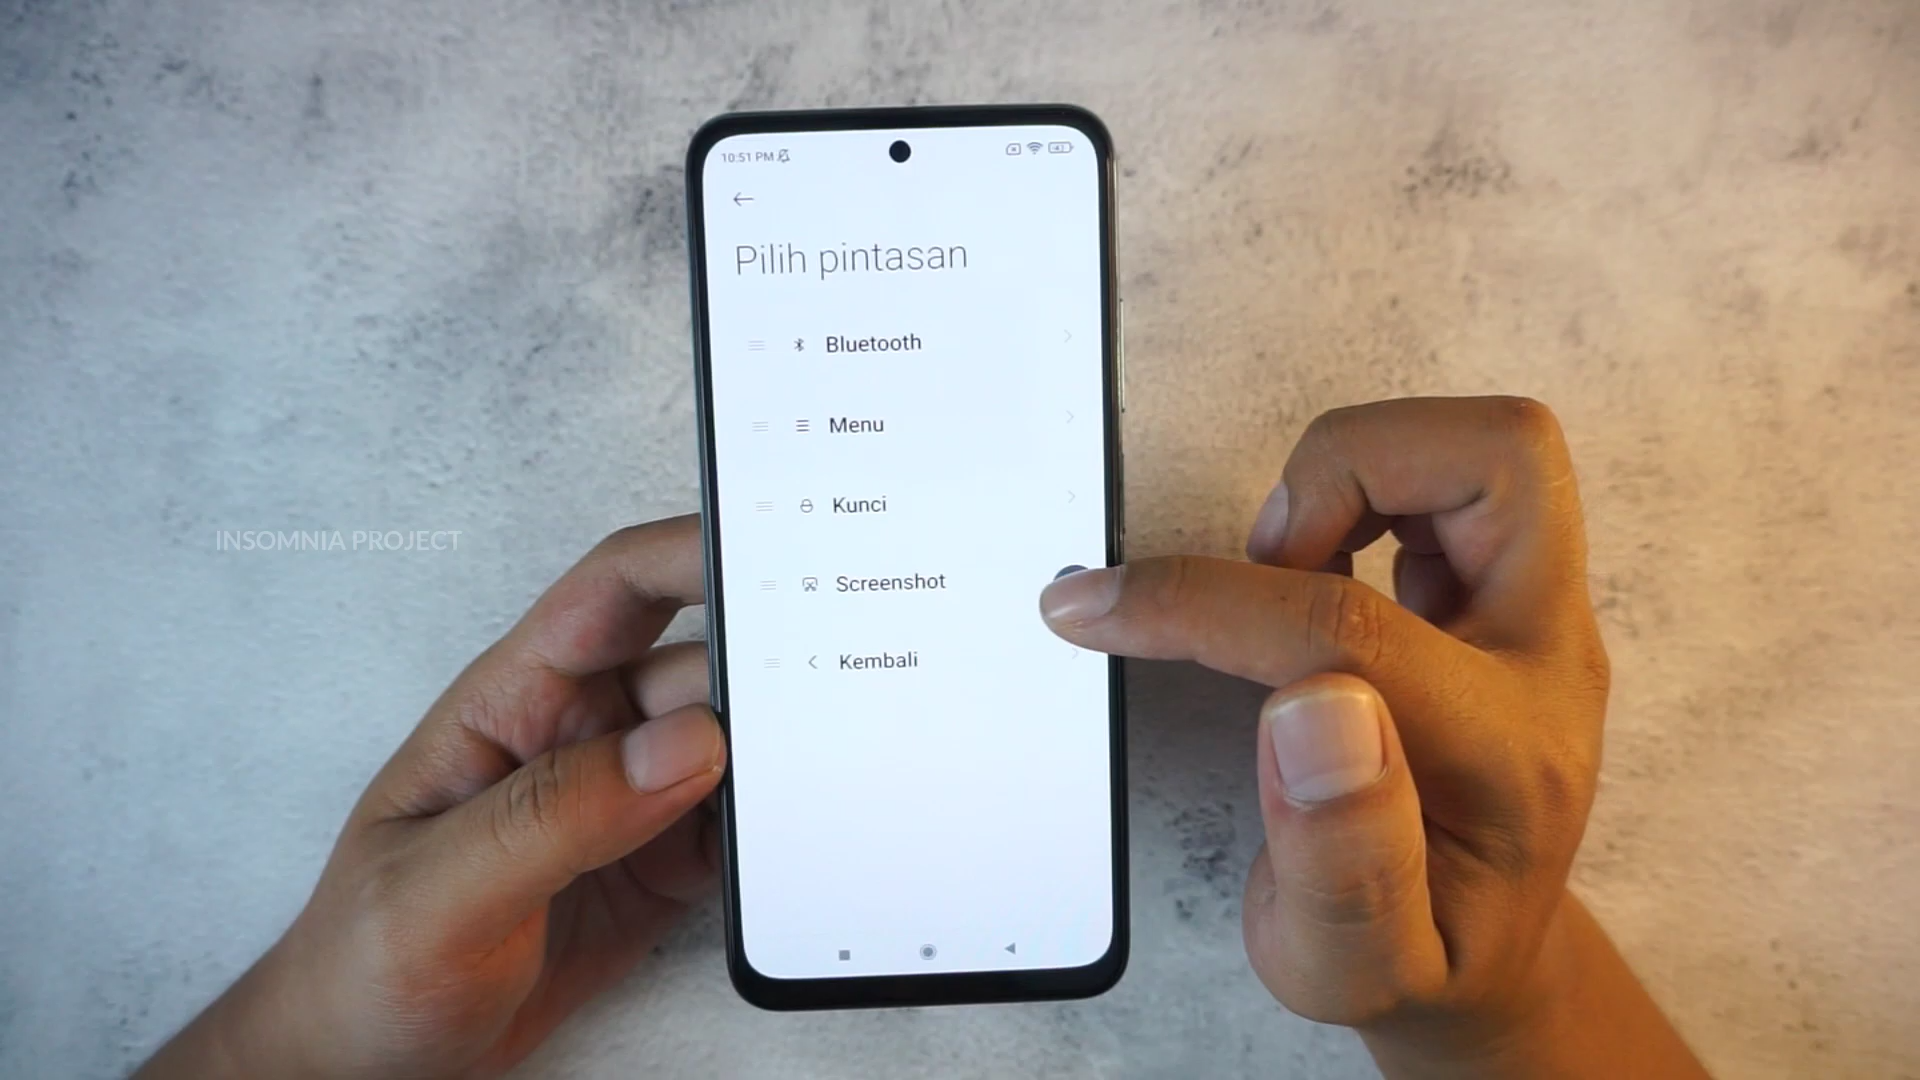 10:51 PM
Pilih pintasan
Bluetooth
Menu
Kunci
INSOMNIA PROJECT
Screenshot
Kembali